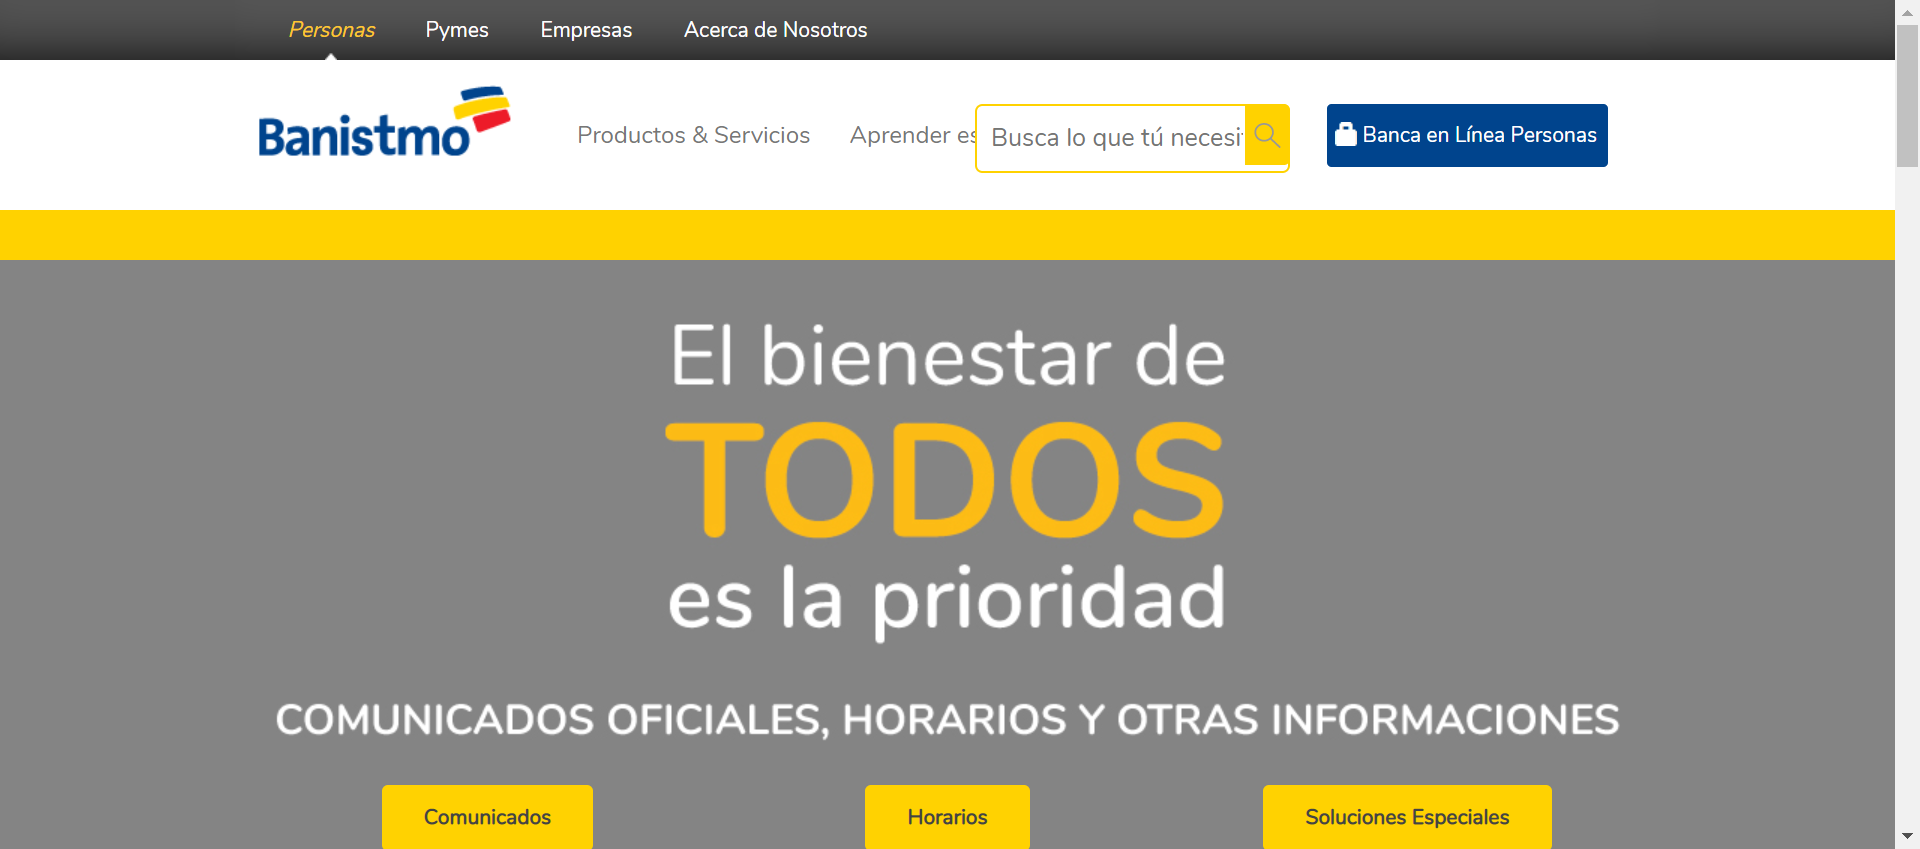 Personas Pymes Empresas Acerca de Nosotros
Banistmo
Productos & Servicios Aprender es Busca lo que tú necesit Banca en Línea Personas
El bienestar de
TODOS
es la prioridad
COMUNICADOS OFICIALES, HORARIOS Y OTRAS INFORMACIONES
Comunicados Horarios Soluciones Especiales